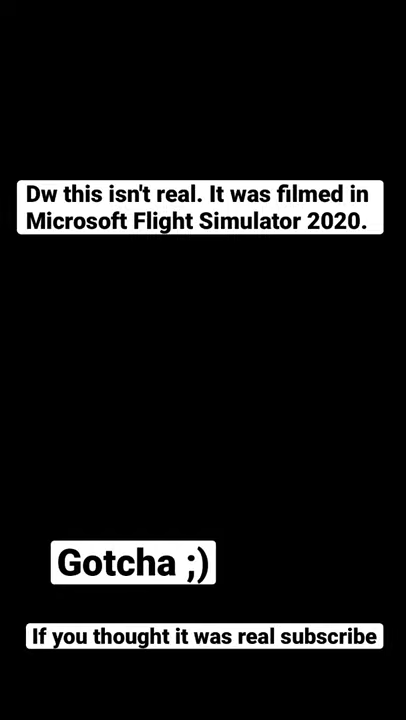 Dw this isn't real. It was filmed in
Microsoft Flight Simulator 2020.
Gotcha ;)
If you thought it was real subscribe